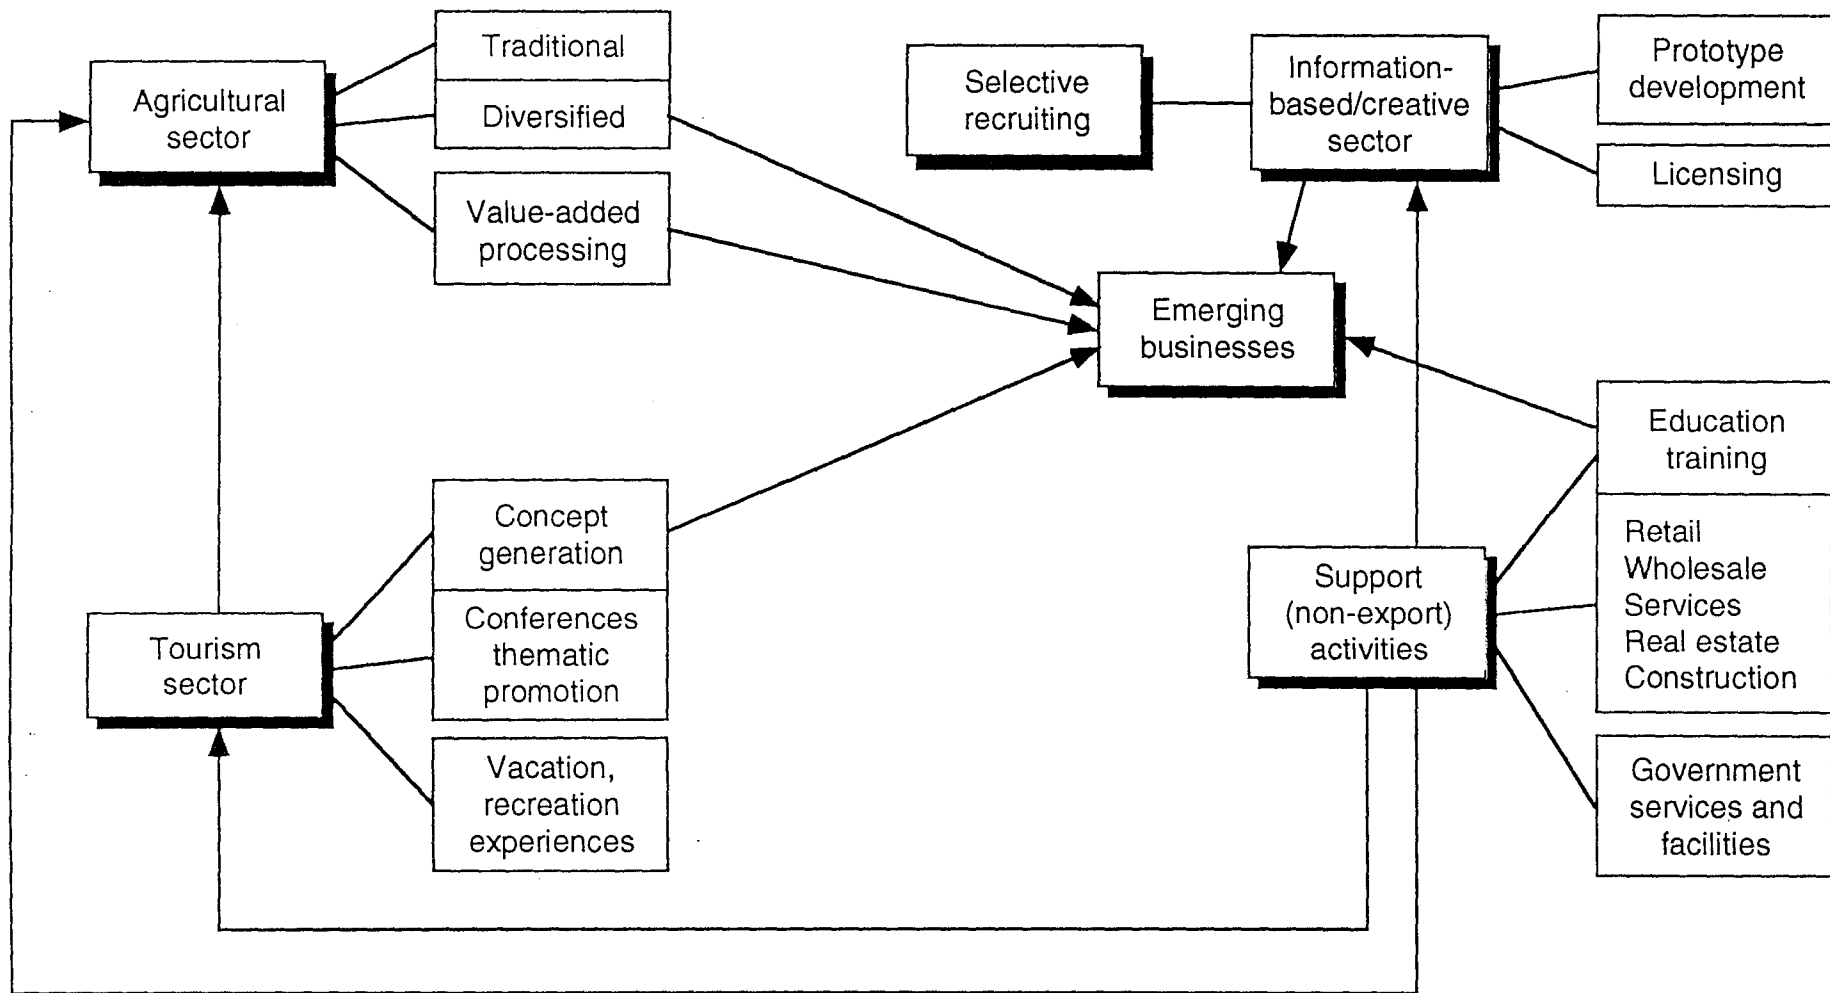 Agricultural
sector
Traditional
Diversified
Value-added
processing
Selective
recruiting
Information-
based/creative
sector
Prototype
development
Licensing
Emerging
businesses
Education
training
Retail
Wholesale
Services
Real estate
Construction
Government
services and
facilities
Support
(non-export)
activities
Concept
generation
Conferences
thematic
promotion
Vacation,
recreation
experiences
Tourism
sector